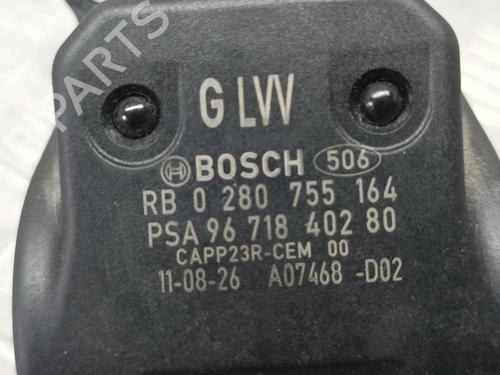 G LVV
BOSCH 506
RB 0 280 755 164
PSA 96 718 402 80
CAPP23R-CEM 00
11-08-26 A07468 -D02
B-PARTS